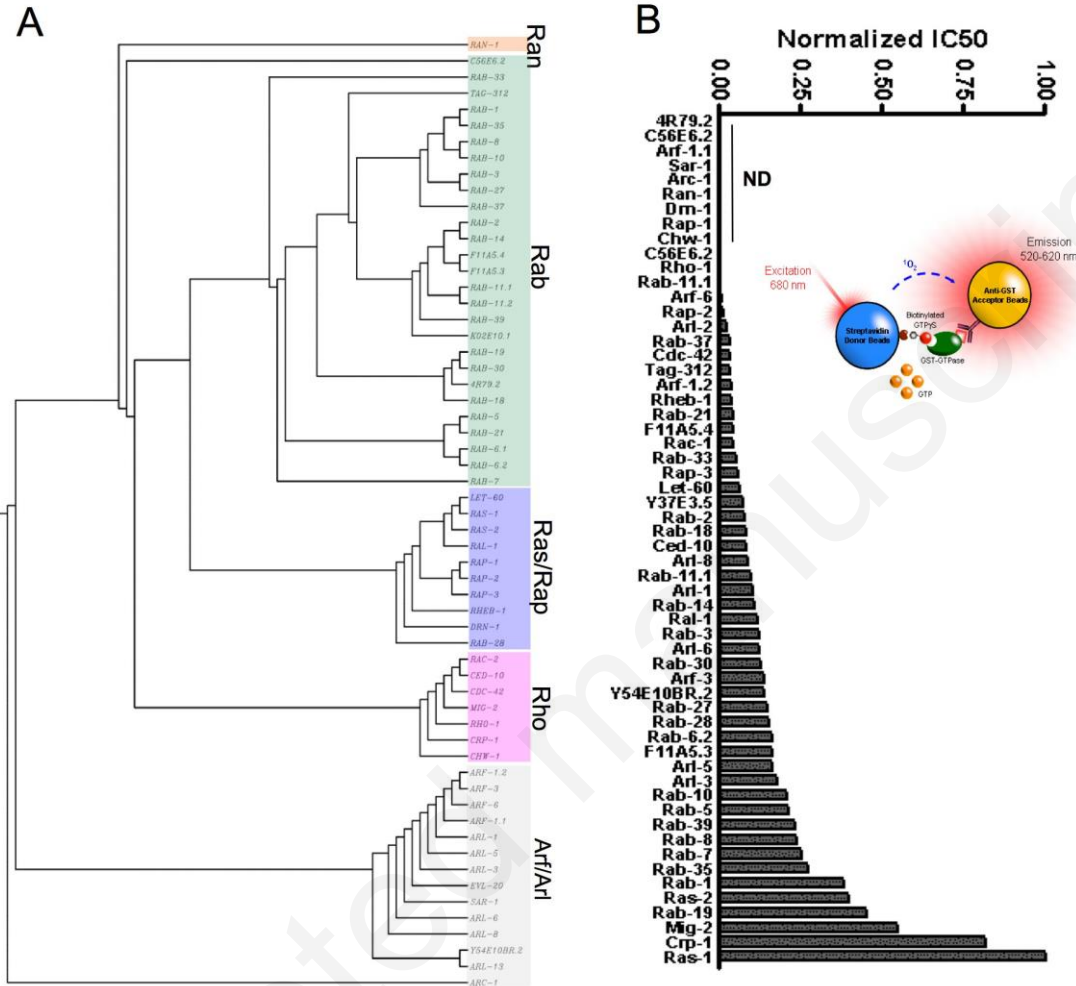 A
RAN-1
C56E6.2
RAB-33
TAG-312
RAB-1
RAB-35
RAB-8
RAB-10
RAB-3
RAB-27
RAB-37
RAB-2
RAB-14
F11A5.4
F11A5.3
RAB-11.1
RAB-11.2
RAB-39
K02E10.1
RAB-19
RAB-30
4R79.2
RAB-18
RAB-5
RAB-21
RAB-6.1
RAB-6.2
RAB-7
LET-60
RAS-1
RAS-2
RAL-1
RAP-1
RAP-2
RAP-3
RHEB-1
DRN-1
RAB-28
RAC-2
CED-10
CDC-42
MIG-2
RHO-1
CRP-1
CHW-1
ARF-1.2
ARF-3
ARF-6
ARF-1.1
ARL-1
ARL-5
ARL-3
EVL-20
SAR-1
ARL-6
ARL-8
Y54E10BR.2
ARL-13
ARC-1
Ran
Rab
Ras/Rap
Rho
Arf/Arl
B
Normalized IC50
0.00
0.25
0.50
0.75
1.00
4R79.2
C56E6.2
Arf-1.1
Sar-1
Arc-1
Ran-1
Drn-1
Rap-1
Chw-1
C56E6.2
Rho-1
Rab-11.1
Arf-6
Rap-2
Arl-2
Rab-37
Cdc-42
Tag-312
Arf-1.2
Rheb-1
Rab-21
F11A5.4
Rac-1
Rab-33
Rap-3
Let-60
Y37E3.5
Rab-2
Rab-18
Ced-10
Arl-8
Rab-11.1
Arl-1
Rab-14
Ral-1
Rab-3
Arl-6
Rab-30
Arf-3
Y54E10BR.2
Rab-27
Rab-28
Rab-6.2
F11A5.3
Arl-5
Arl-3
Rab-10
Rab-5
Rab-39
Rab-8
Rab-7
Rab-35
Rab-1
Ras-2
Rab-19
Mig-2
Crp-1
Ras-1
ND
Excitation
680 nm
¹O₂
Emission
520-620 nm
Streptavidin
Donor Beads
Biotinylated
GTPγS
Anti-GST
Acceptor Beads
GST-GTPase
GTP
ted manuscrip